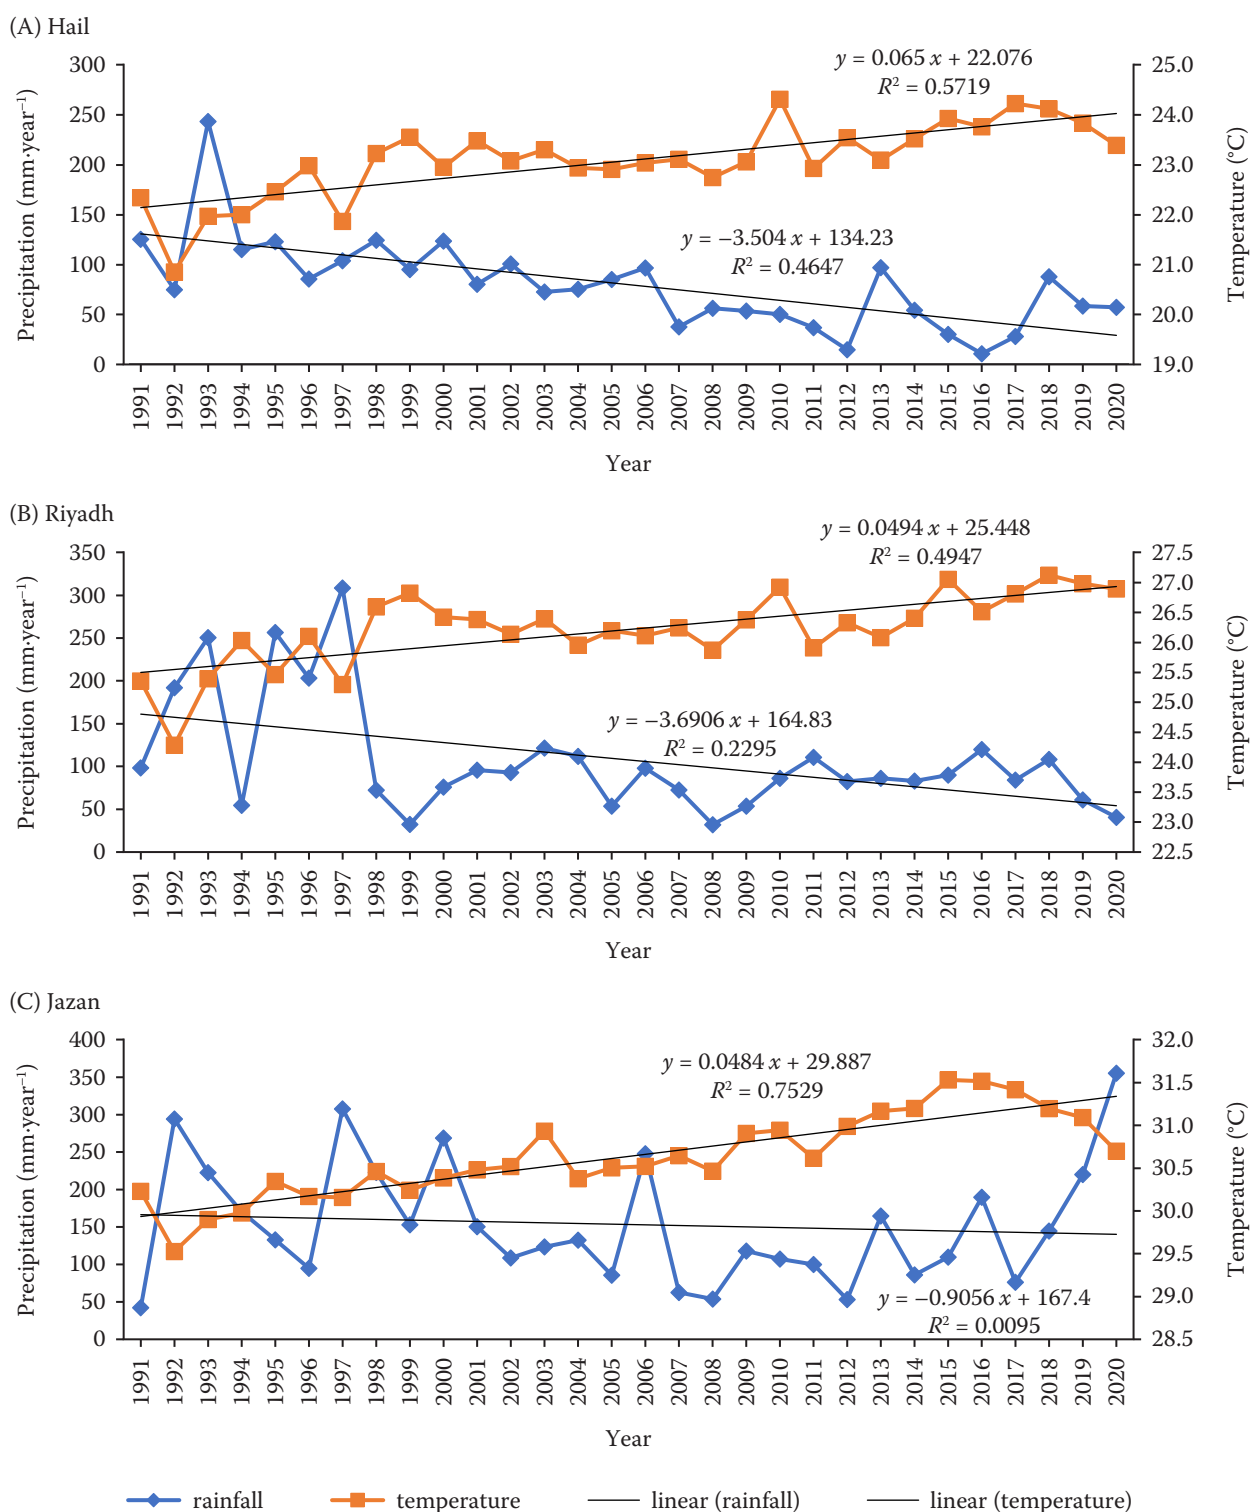 (A) Hail
y = 0.065 x + 22.076
R² = 0.5719
y = −3.504 x + 134.23
R² = 0.4647
Precipitation (mm·year⁻¹)
300
250
200
150
100
50
0
25.0
24.0
23.0
22.0
21.0
20.0
19.0
Temperature (°C)
1991 1992 1993 1994 1995 1996 1997 1998 1999 2000 2001 2002 2003 2004 2005 2006 2007 2008 2009 2010 2011 2012 2013 2014 2015 2016 2017 2018 2019 2020
Year
(B) Riyadh
y = 0.0494 x + 25.448
R² = 0.4947
y = −3.6906 x + 164.83
R² = 0.2295
Precipitation (mm·year⁻¹)
350
300
250
200
150
100
50
0
27.5
27.0
26.5
26.0
25.5
25.0
24.5
24.0
23.5
23.0
22.5
Temperature (°C)
1991 1992 1993 1994 1995 1996 1997 1998 1999 2000 2001 2002 2003 2004 2005 2006 2007 2008 2009 2010 2011 2012 2013 2014 2015 2016 2017 2018 2019 2020
Year
(C) Jazan
y = 0.0484 x + 29.887
R² = 0.7529
y = −0.9056 x + 167.4
R² = 0.0095
Precipitation (mm·year⁻¹)
400
350
300
250
200
150
100
50
0
32.0
31.5
31.0
30.5
30.0
29.5
29.0
28.5
Temperature (°C)
1991 1992 1993 1994 1995 1996 1997 1998 1999 2000 2001 2002 2003 2004 2005 2006 2007 2008 2009 2010 2011 2012 2013 2014 2015 2016 2017 2018 2019 2020
Year
rainfall temperature linear (rainfall) linear (temperature)